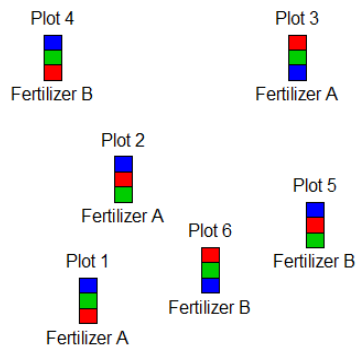 Plot 4
Fertilizer B
Plot 3
Fertilizer A
Plot 2
Fertilizer A
Plot 5
Fertilizer B
Plot 6
Fertilizer B
Plot 1
Fertilizer A